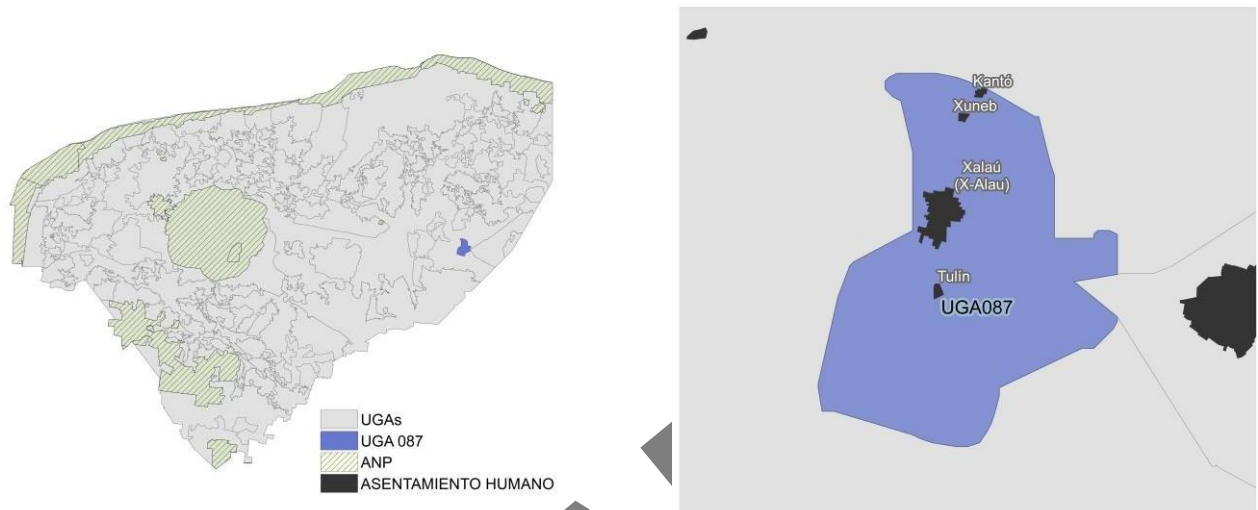 UGAs
UGA 087
ANP
ASENTAMIENTO HUMANO
Kantó
Xuneb
Xalaú
(X-Alau)
Tulín
UGA087